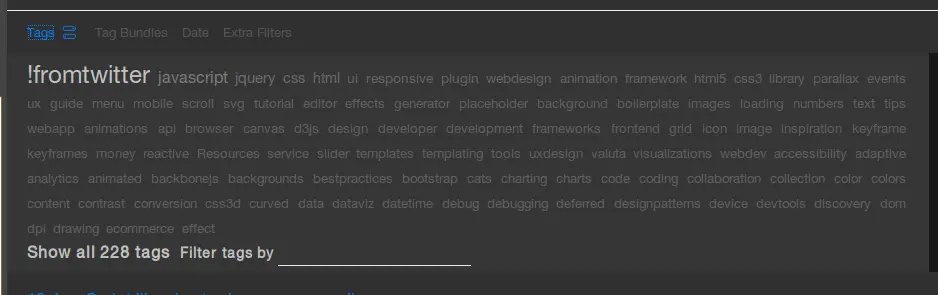 Tags Tag Bundles Date Extra Filters
!fromtwitter javascript jquery css html ui responsive plugin webdesign animation framework html5 css3 library parallax events
ux guide menu mobile scroll svg tutorial editor effects generator placeholder background boilerplate images loading numbers text tips
webapp animations api browser canvas d3js design developer development frameworks frontend grid icon image inspiration keyframe
keyframes money reactive Resources service slider templates templating tools uxdesign valuta visualizations webdev accessibility adaptive
analytics animated backbonejs backgrounds bestpractices bootstrap cats charting charts code coding collaboration collection color colors
content contrast conversion css3d curved data dataviz datetime debug debugging deferred designpatterns device devtools discovery dom
dpi drawing ecommerce effect
Show all 228 tags Filter tags by